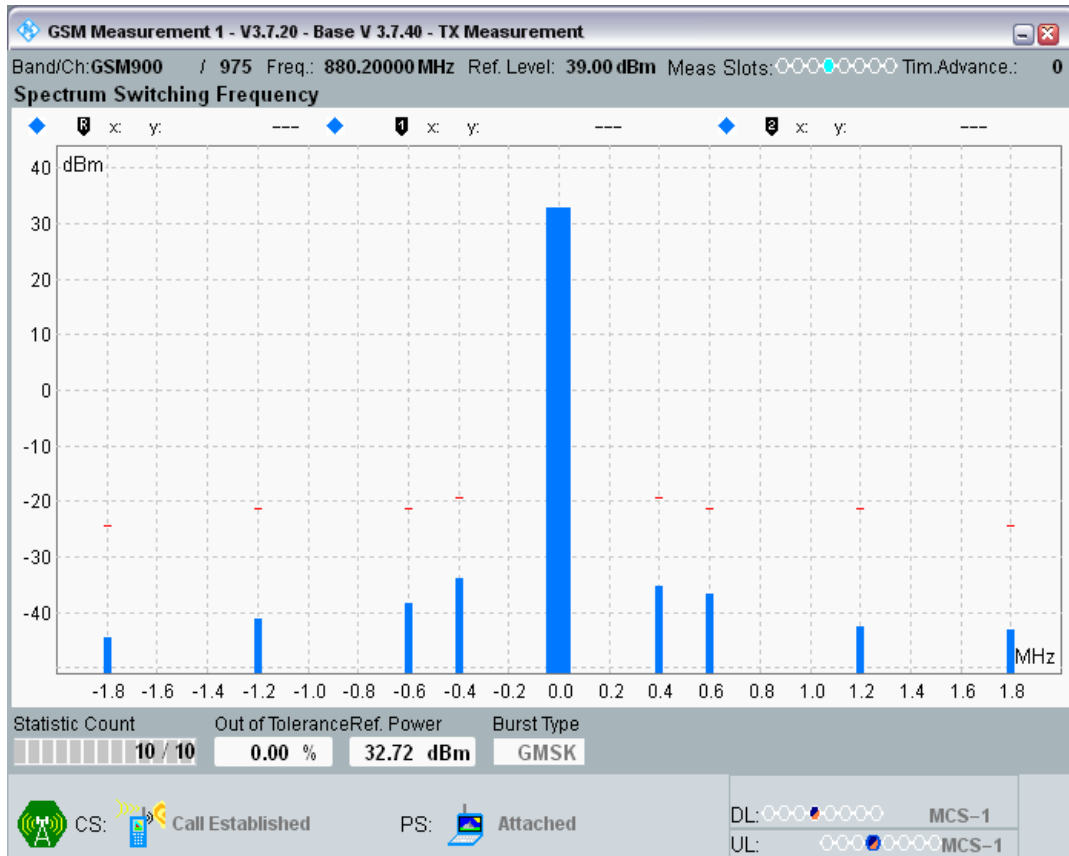 GSM Measurement 1 - V3.7.20 - Base V 3.7.40 - TX Measurement
Band/Ch:GSM900 / 975 Freq.: 880.20000 MHz Ref. Level: 39.00 dBm Meas Slots: Tim.Advance.: 0
Spectrum Switching Frequency
R x: y: --- 1 x: y: --- 2 x: y: ---
dBm
40
30
20
10
0
-10
-20
-30
-40
MHz
-1.8 -1.6 -1.4 -1.2 -1.0 -0.8 -0.6 -0.4 -0.2 0.0 0.2 0.4 0.6 0.8 1.0 1.2 1.4 1.6 1.8
Statistic Count Out of Tolerance Ref. Power Burst Type
10 / 10 0.00 % 32.72 dBm GMSK
CS: Call Established PS: Attached
DL: MCS-1
UL: MCS-1